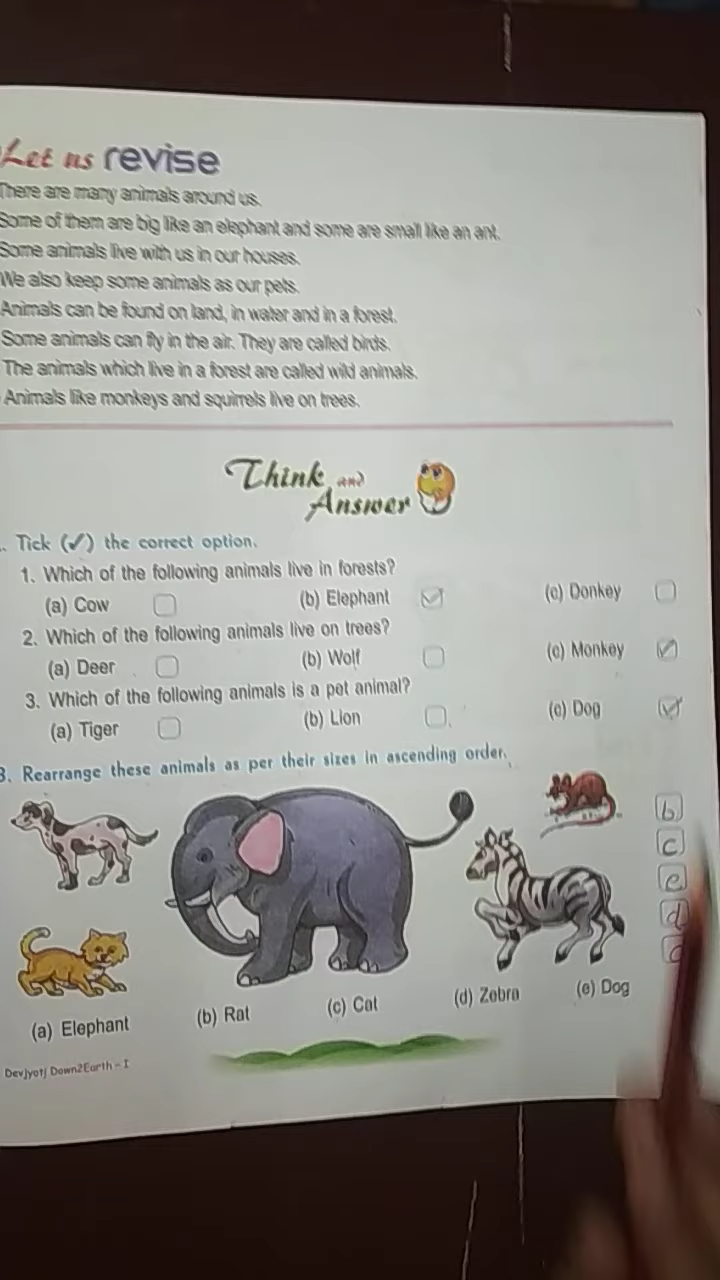 Let us revise
There are many animals around us.
Some of them are big like an elephant and some are small like an ant.
Some animals live with us in our houses.
We also keep some animals as our pets.
Animals can be found on land, in water and in a forest.
Some animals can fly in the air. They are called birds.
The animals which live in a forest are called wild animals.
Animals like monkeys and squirrels live on trees.
Think and
Answer
Tick (✓) the correct option.
1. Which of the following animals live in forests?
(a) Cow (b) Elephant ✓ (c) Donkey
2. Which of the following animals live on trees?
(a) Deer (b) Wolf (c) Monkey ✓
3. Which of the following animals is a pet animal?
(a) Tiger (b) Lion (c) Dog ✓
Rearrange these animals as per their sizes in ascending order.
b
c
e
d
(a) Elephant (b) Rat (c) Cat (d) Zebra (e) Dog
Devjyoti Down2Earth - I